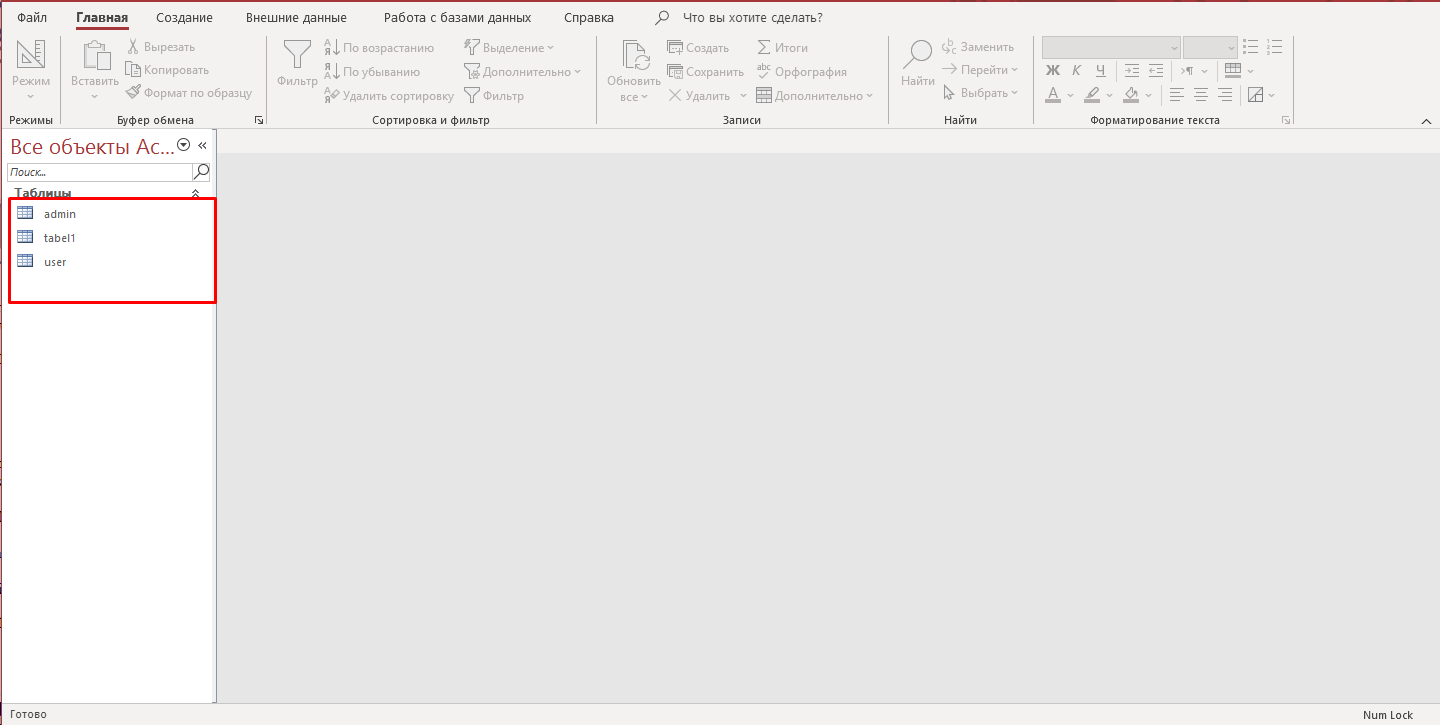 Файл Главная Создание Внешние данные Работа с базами данных Справка Что вы хотите сделать?
Режим
Режимы
Вставить
Вырезать
Копировать
Формат по образцу
Буфер обмена
Фильтр
По возрастанию
По убыванию
Удалить сортировку
Выделение
Дополнительно
Фильтр
Сортировка и фильтр
Обновить
все
Создать
Сохранить
Удалить
Итоги
Орфография
Дополнительно
Записи
Найти
Заменить
Перейти
Выбрать
Найти
Ж К Ч
А
Форматирование текста
Все объекты Ac...
Поиск...
Таблицы
admin
tabel1
user
Готово
Num Lock